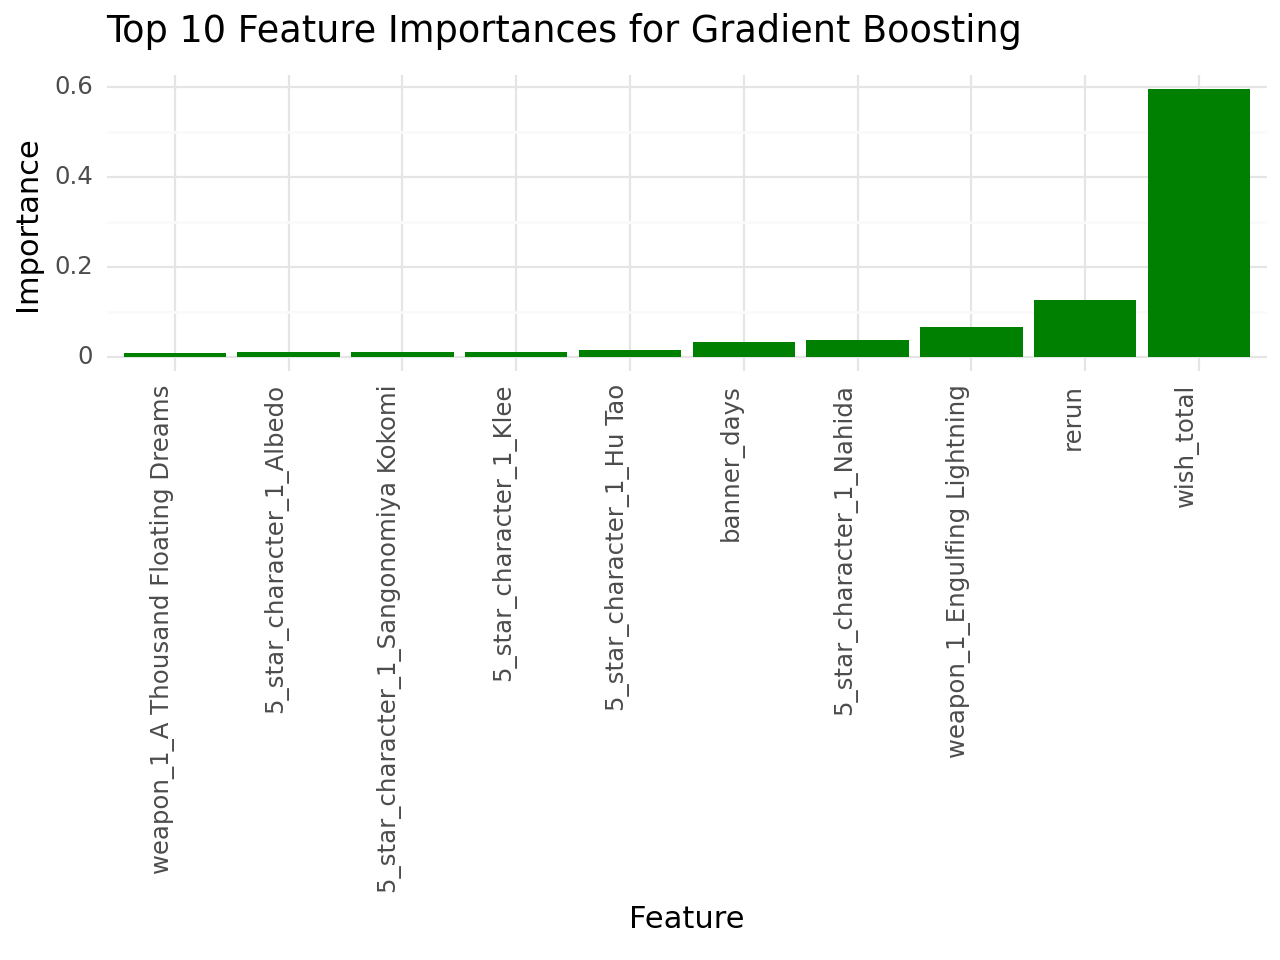 Top 10 Feature Importances for Gradient Boosting
Importance
0.6
0.4
0.2
0
weapon_1_A Thousand Floating Dreams
5_star_character_1_Albedo
5_star_character_1_Sangonomiya Kokomi
5_star_character_1_Klee
5_star_character_1_Hu Tao
banner_days
5_star_character_1_Nahida
weapon_1_Engulfing Lightning
rerun
wish_total
Feature